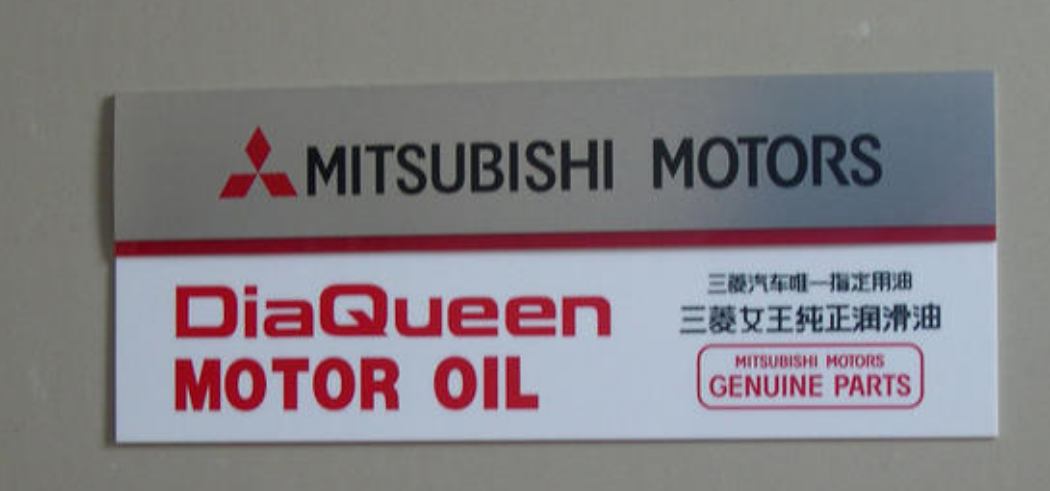 MITSUBISHI MOTORS
DiaQueen
MOTOR OIL
三菱汽车唯一指定用油
三菱女王纯正润滑油
MITSUBISHI MOTORS
GENUINE PARTS